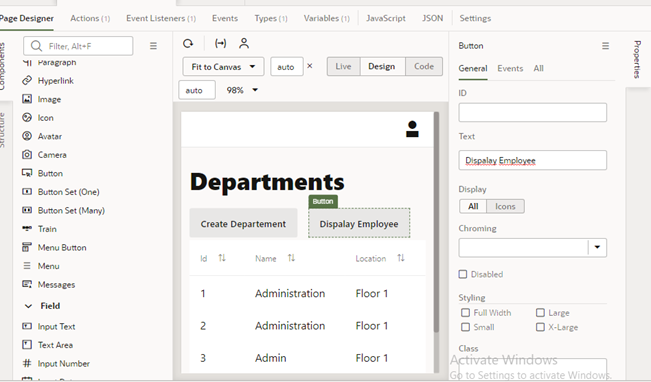 Page Designer
Actions (1)
Event Listeners (1)
Events
Types (1)
Variables (1)
JavaScript
JSON
Settings
Components
Structure
Filter, Alt+F
Paragraph
Hyperlink
Image
Icon
Avatar
Camera
Button
Button Set (One)
Button Set (Many)
Train
Menu Button
Menu
Messages
Field
Input Text
Text Area
Input Number
Fit to Canvas
auto
×
Live
Design
Code
auto
98%
Departments
Button
Create Departement
Dispalay Employee
Id
Name
Location
1 Administration Floor 1
2 Administration Floor 1
3 Admin Floor 1
Button
General
Events
All
ID
Text
Dispalay Employee
Display
All
Icons
Chroming
Disabled
Styling
Full Width
Large
Small
X-Large
Class
Properties
Activate Windows
Go to Settings to activate Windows.